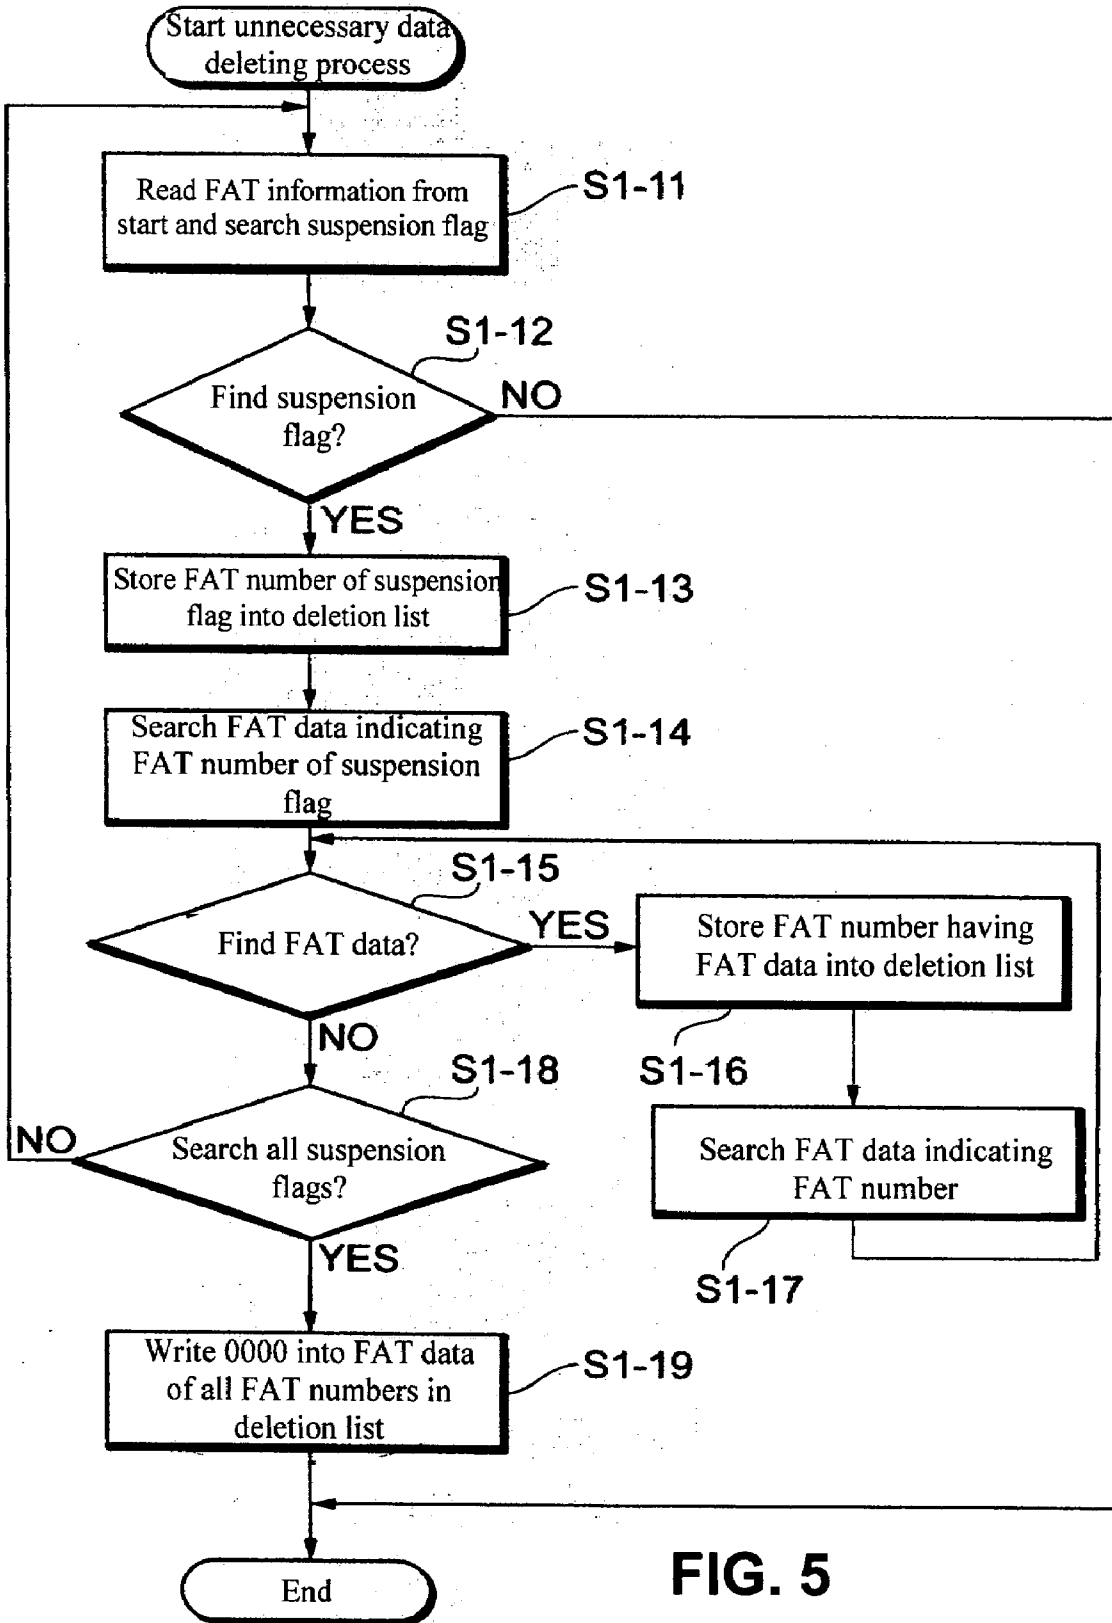 Start unnecessary data
deleting process
Read FAT information from
start and search suspension flag
S1-11
S1-12
Find suspension
flag?
NO
YES
Store FAT number of suspension
flag into deletion list
S1-13
Search FAT data indicating
FAT number of suspension
flag
S1-14
S1-15
Find FAT data?
YES
Store FAT number having
FAT data into deletion list
S1-16
NO
S1-18
Search FAT data indicating
FAT number
S1-17
NO
Search all suspension
flags?
YES
Write 0000 into FAT data
of all FAT numbers in
deletion list
S1-19
End
FIG. 5